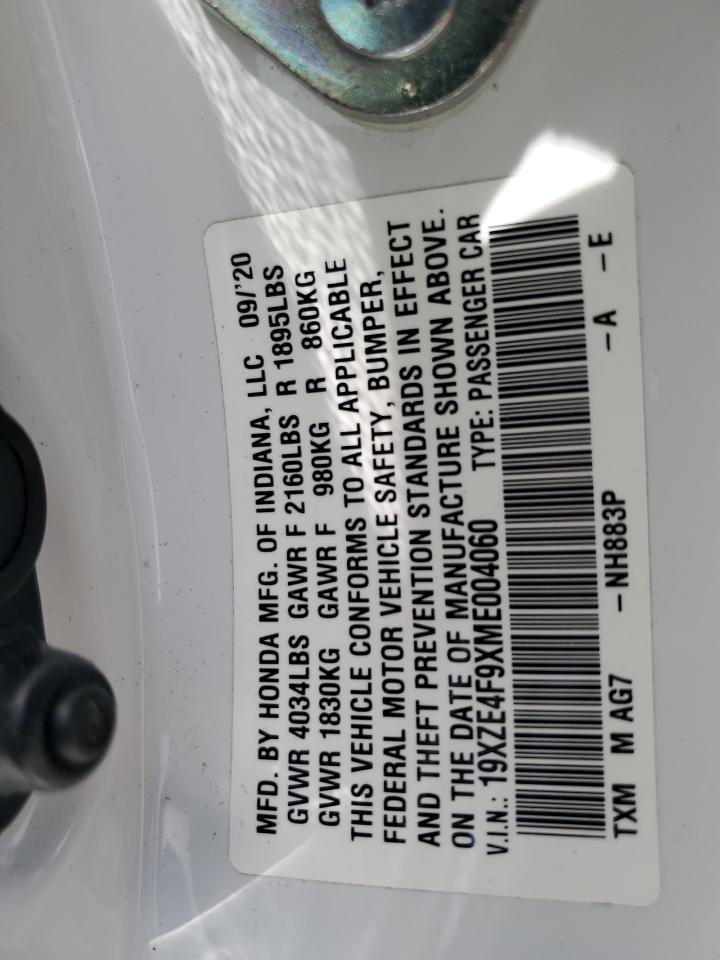 MFD. BY HONDA MFG. OF INDIANA, LLC 09/'20
GVWR 4034LBS GAWR F 2160LBS R 1895LBS
GVWR 1830KG GAWR F 980KG R 860KG
THIS VEHICLE CONFORMS TO ALL APPLICABLE
FEDERAL MOTOR VEHICLE SAFETY, BUMPER,
AND THEFT PREVENTION STANDARDS IN EFFECT
ON THE DATE OF MANUFACTURE SHOWN ABOVE.
V.I.N.: 19XZE4F9XME004060 TYPE: PASSENGER CAR
TXM M AG7 –NH883P –A –E